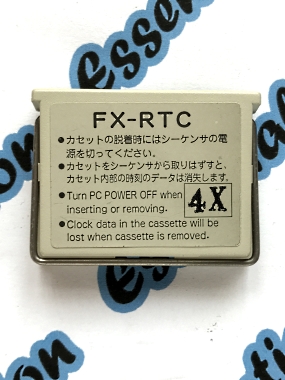 Essen
FX-RTC
●カセットの脱着時にはシーケンサの電
源を切ってください。
●カセットをシーケンサから取りはずすと、
カセット内部の時刻のデータは消失します。
●Turn PC POWER OFF when
inserting or removing.
4X
●Clock data in the cassette will be
lost when cassette is removed.